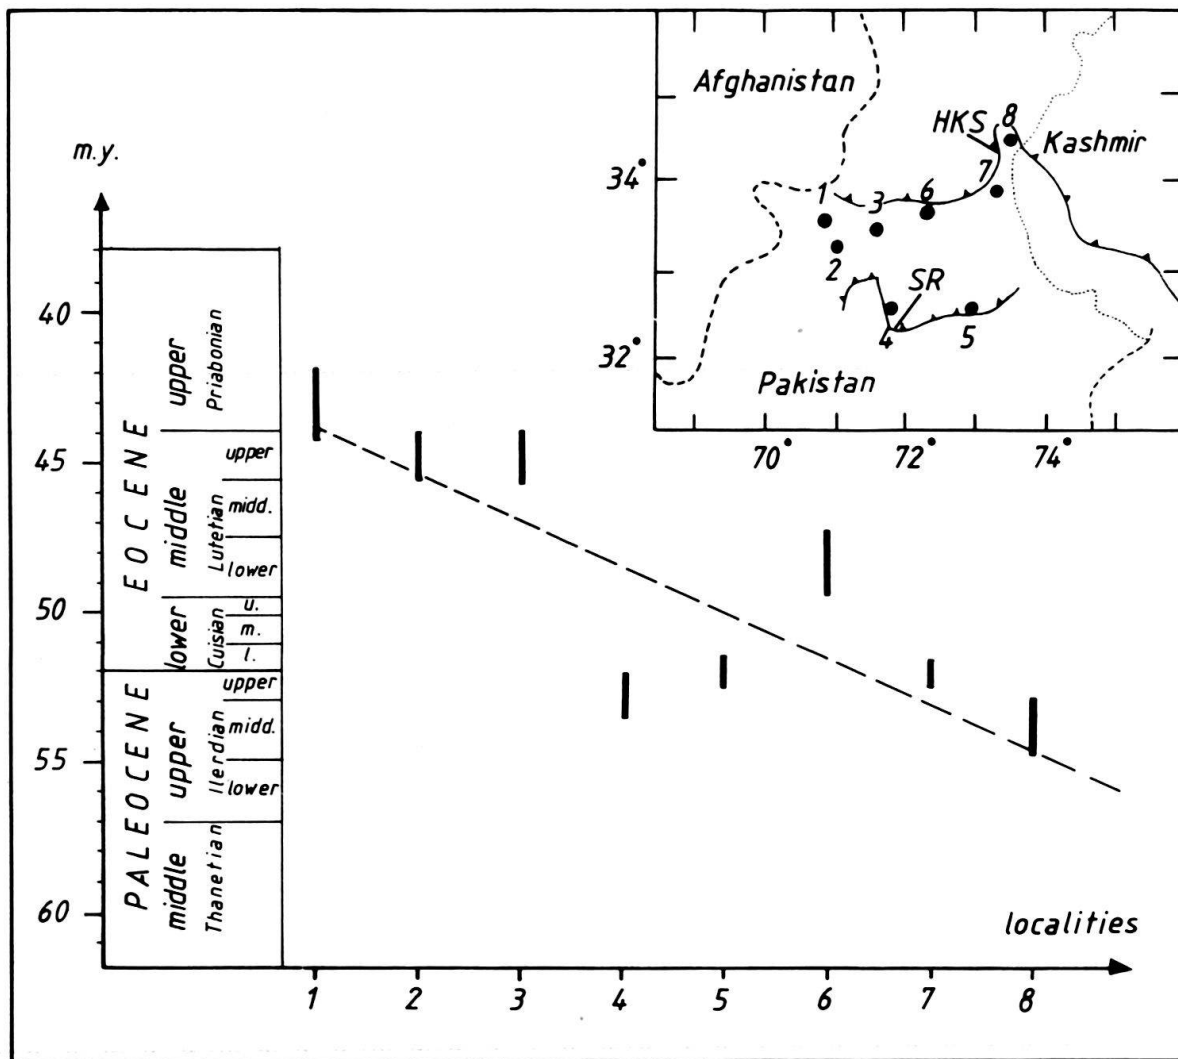 m.y.
40
45
50
55
60
EOCENE
PALEOCENE
upper
middle
lower
upper
middle
Priabonian
Lutetian
Cuisian
Ilerdian
Thanetian
upper
midd.
lower
u.
m.
l.
upper
midd.
lower
1 2 3 4 5 6 7 8
localities
Afghanistan
HKS
8
Kashmir
7
34°
1
3
6
2
SR
4
5
32°
Pakistan
70° 72° 74°